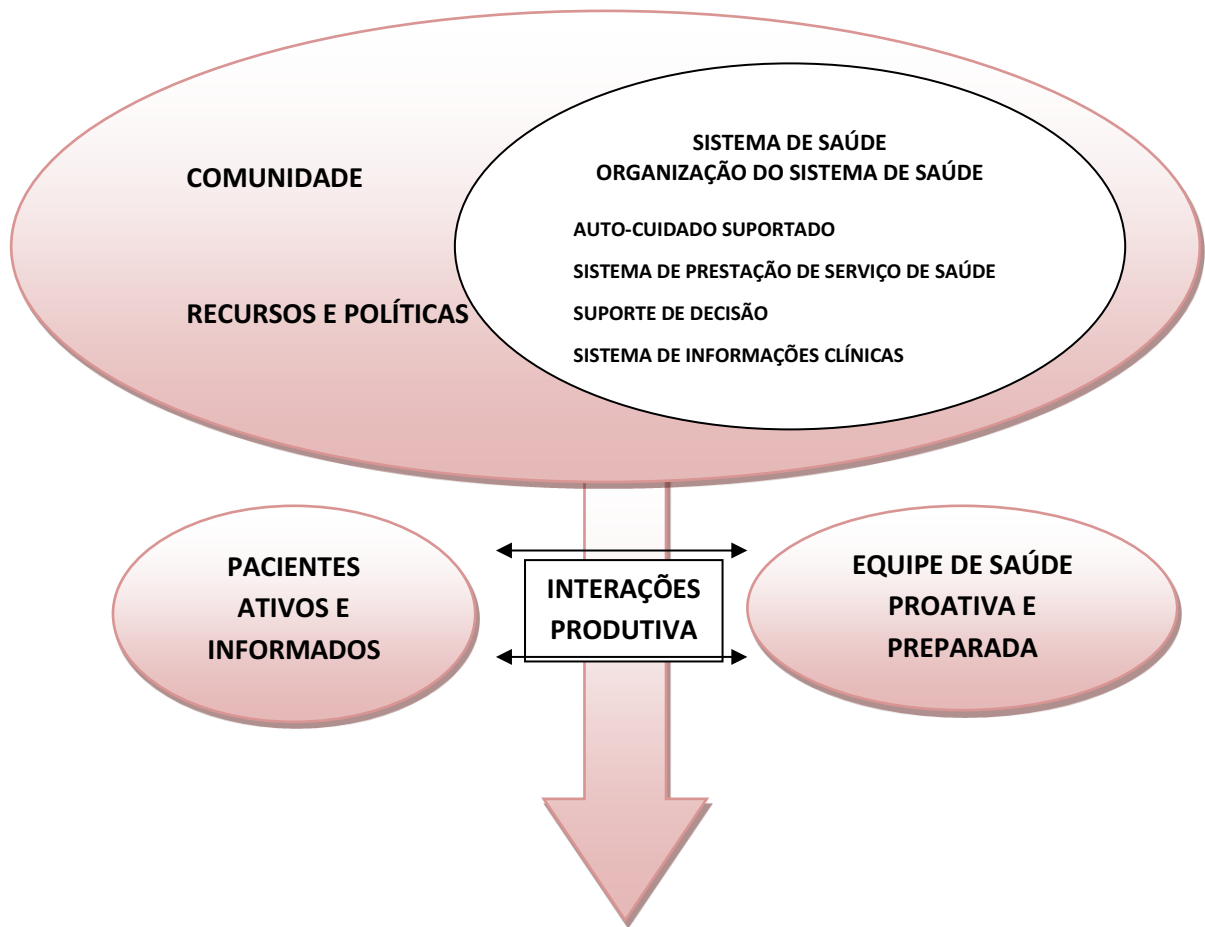 COMUNIDADE
RECURSOS E POLÍTICAS
SISTEMA DE SAÚDE
ORGANIZAÇÃO DO SISTEMA DE SAÚDE
AUTO-CUIDADO SUPORTADO
SISTEMA DE PRESTAÇÃO DE SERVIÇO DE SAÚDE
SUPORTE DE DECISÃO
SISTEMA DE INFORMAÇÕES CLÍNICAS
PACIENTES
ATIVOS E
INFORMADOS
INTERAÇÕES
PRODUTIVA
EQUIPE DE SAÚDE
PROATIVA E
PREPARADA